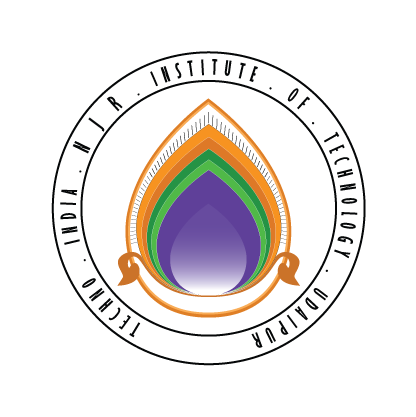 TECHNO . INDIA . N J R . INSTITUTE . OF . TECHNOLOGY . UDAIPUR